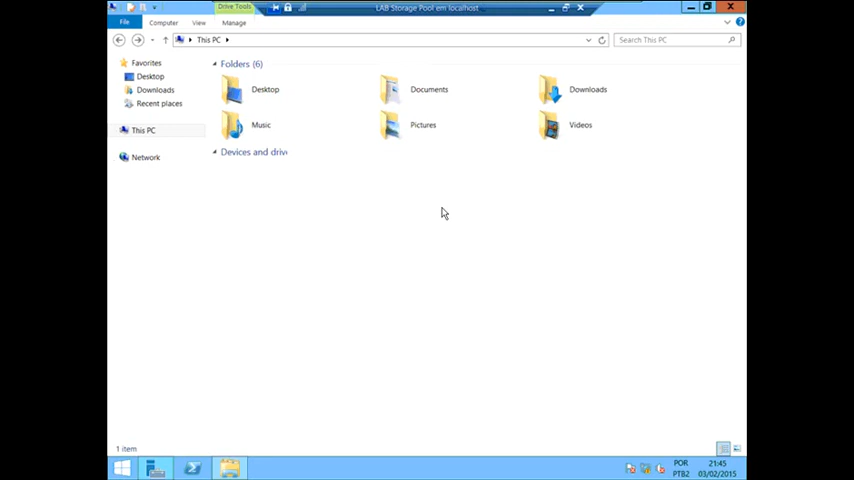 Drive Tools
LAB Storage Pool em localhost
File
Computer
View
Manage
This PC
Search This PC
Favorites
Desktop
Downloads
Recent places
This PC
Network
Folders (6)
Desktop
Documents
Downloads
Music
Pictures
Videos
Devices and drive
1 item
POR
PTB2
21:45
03/02/2015